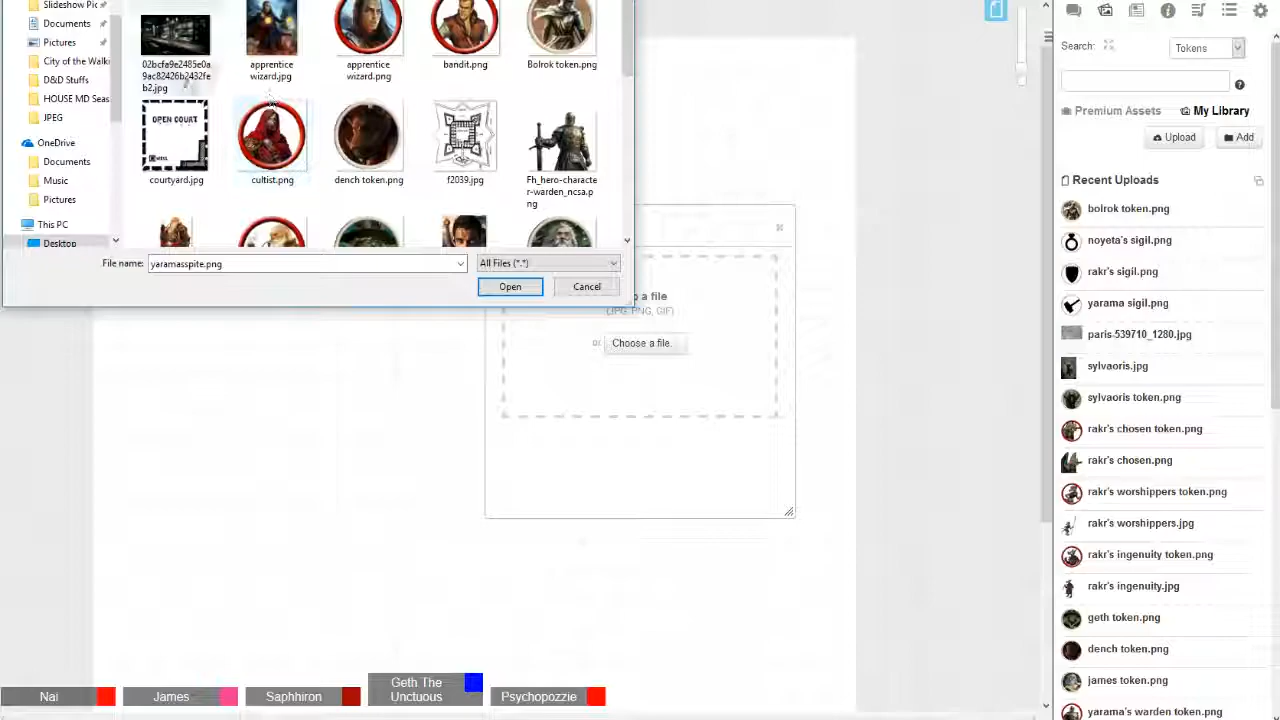 Slideshow Pic
Documents
Pictures
City of the Walk
D&D Stuffs
HOUSE MD Seas
JPEG
OneDrive
Documents
Music
Pictures
This PC
Desktop
02bcfa9e2485e0a
9ac82426b2432fe
b2.jpg
apprentice
wizard.jpg
apprentice
wizard.png
bandit.png
Bolrok token.png
OPEN COURT
courtyard.jpg
cultist.png
dench token.png
f2039.jpg
Fh_hero-character
r-warden_ncsa.p
ng
File name:
yaramasspite.png
All Files (*.*)
Open
Cancel
a file
(JPG, PNG, GIF)
or
Choose a file.
Search:
Tokens
Premium Assets
My Library
Upload
Add
Recent Uploads
bolrok token.png
noyeta's sigil.png
rakr's sigil.png
yarama sigil.png
paris-539710_1280.jpg
sylvaoris.jpg
sylvaoris token.png
rakr's chosen token.png
rakr's chosen.png
rakr's worshippers token.png
rakr's worshippers.jpg
rakr's ingenuity token.png
rakr's ingenuity.jpg
geth token.png
dench token.png
james token.png
yarama's warden token.png
Nai
James
Saphhiron
Geth The
Unctuous
Psychopozzie